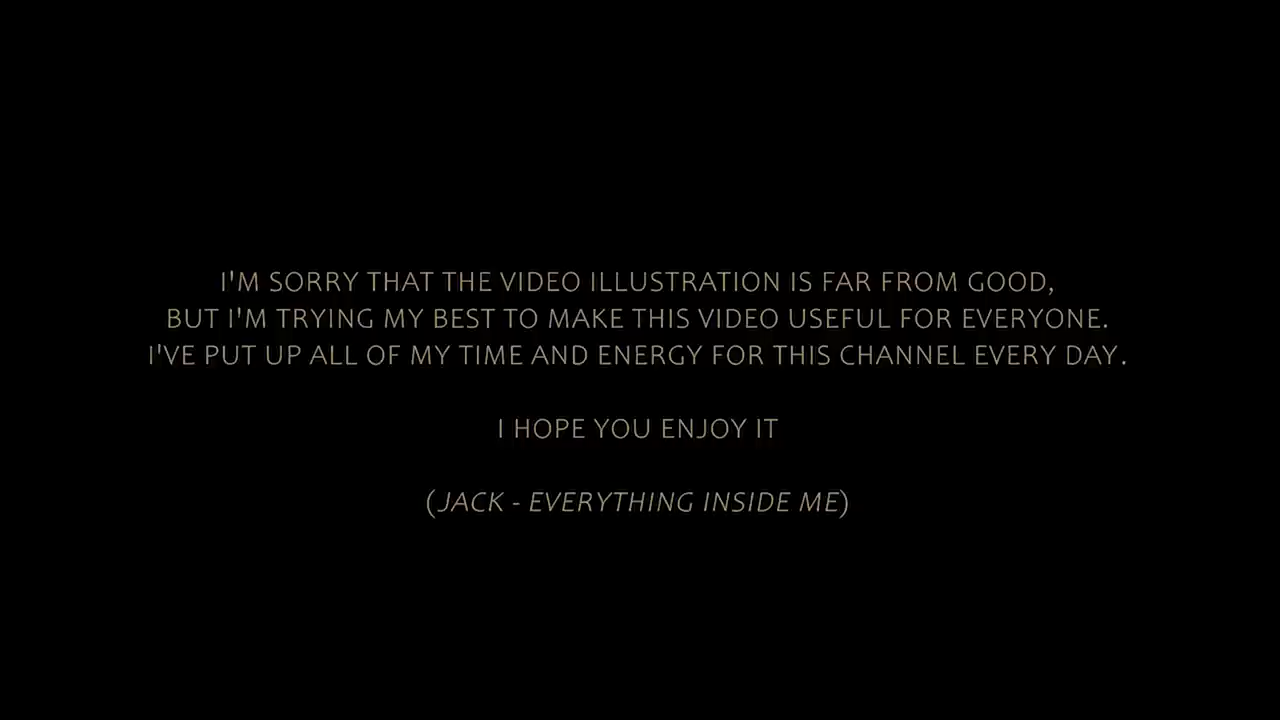 I'M SORRY THAT THE VIDEO ILLUSTRATION IS FAR FROM GOOD,
BUT I'M TRYING MY BEST TO MAKE THIS VIDEO USEFUL FOR EVERYONE.
I'VE PUT UP ALL OF MY TIME AND ENERGY FOR THIS CHANNEL EVERY DAY.
I HOPE YOU ENJOY IT
(JACK - EVERYTHING INSIDE ME)